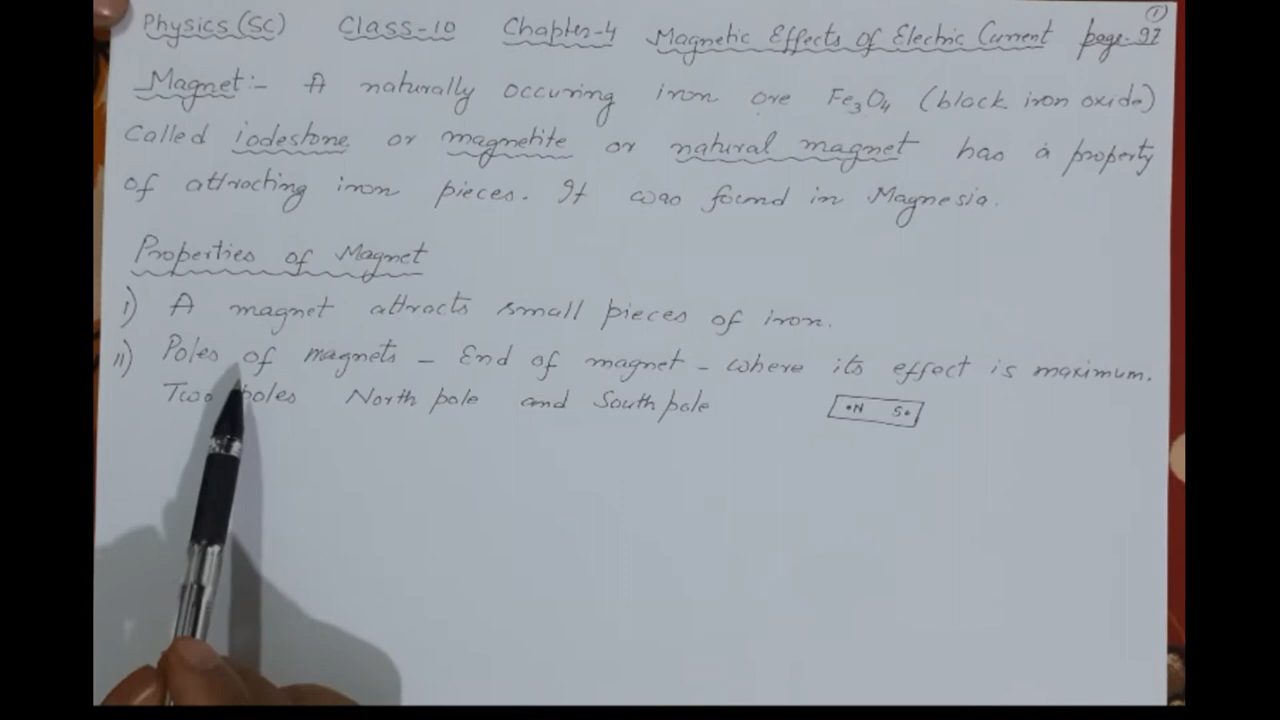 ①
Physics (SC) Class-10 Chapter-4 Magnetic Effects of Electric Current page-92
Magnet:- A naturally occuring iron ore Fe₃O₄ (black iron oxide)
called iodestone or magnetite or natural magnet has a property
of attracting iron pieces. It was found in Magnesia.
Properties of Magnet
i) A magnet attracts small pieces of iron.
ii) Poles of magnets - End of magnet - where its effect is maximum.
Two poles North pole and South pole
•N S•